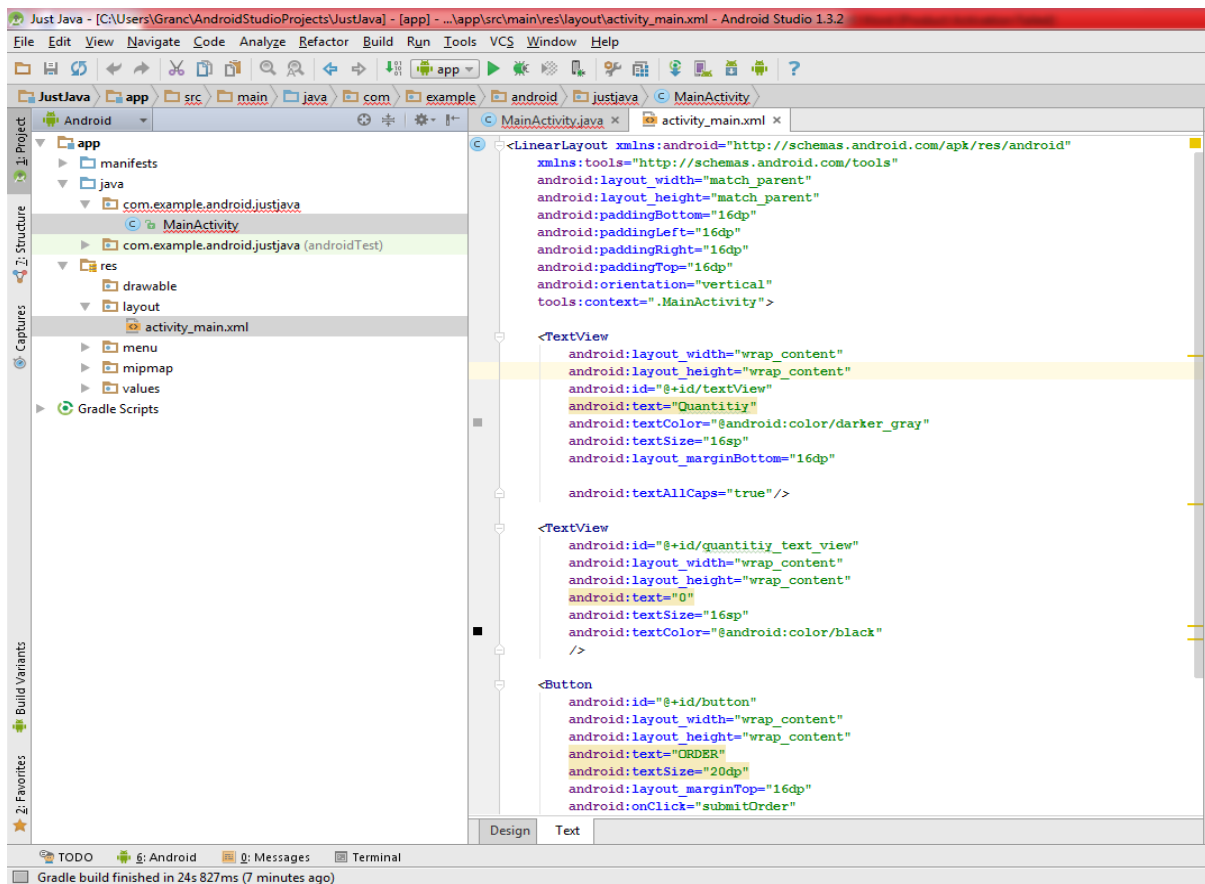 Just Java - [C:\Users\Granc\AndroidStudioProjects\JustJava] - [app] - ...\app\src\main\res\layout\activity_main.xml - Android Studio 1.3.2
File Edit View Navigate Code Analyze Refactor Build Run Tools VCS Window Help
app
JustJava app src main java com example android justjava MainActivity
1: Project
Android
MainActivity.java
activity_main.xml
app
manifests
java
com.example.android.justjava
MainActivity
com.example.android.justjava (androidTest)
res
drawable
layout
activity_main.xml
menu
mipmap
values
Gradle Scripts
7: Structure
Captures
Build Variants
2: Favorites
<LinearLayout xmlns:android="http://schemas.android.com/apk/res/android"
xmlns:tools="http://schemas.android.com/tools"
android:layout_width="match_parent"
android:layout_height="match_parent"
android:paddingBottom="16dp"
android:paddingLeft="16dp"
android:paddingRight="16dp"
android:paddingTop="16dp"
android:orientation="vertical"
tools:context=".MainActivity">
<TextView
android:layout_width="wrap_content"
android:layout_height="wrap_content"
android:id="@+id/textView"
android:text="Quantitiy"
android:textColor="@android:color/darker_gray"
android:textSize="16sp"
android:layout_marginBottom="16dp"
android:textAllCaps="true"/>
<TextView
android:id="@+id/quantitiy_text_view"
android:layout_width="wrap_content"
android:layout_height="wrap_content"
android:text="0"
android:textSize="16sp"
android:textColor="@android:color/black"
/>
<Button
android:id="@+id/button"
android:layout_width="wrap_content"
android:layout_height="wrap_content"
android:text="ORDER"
android:textSize="20dp"
android:layout_marginTop="16dp"
android:onClick="submitOrder"
Design Text
TODO 6: Android 0: Messages Terminal
Gradle build finished in 24s 827ms (7 minutes ago)